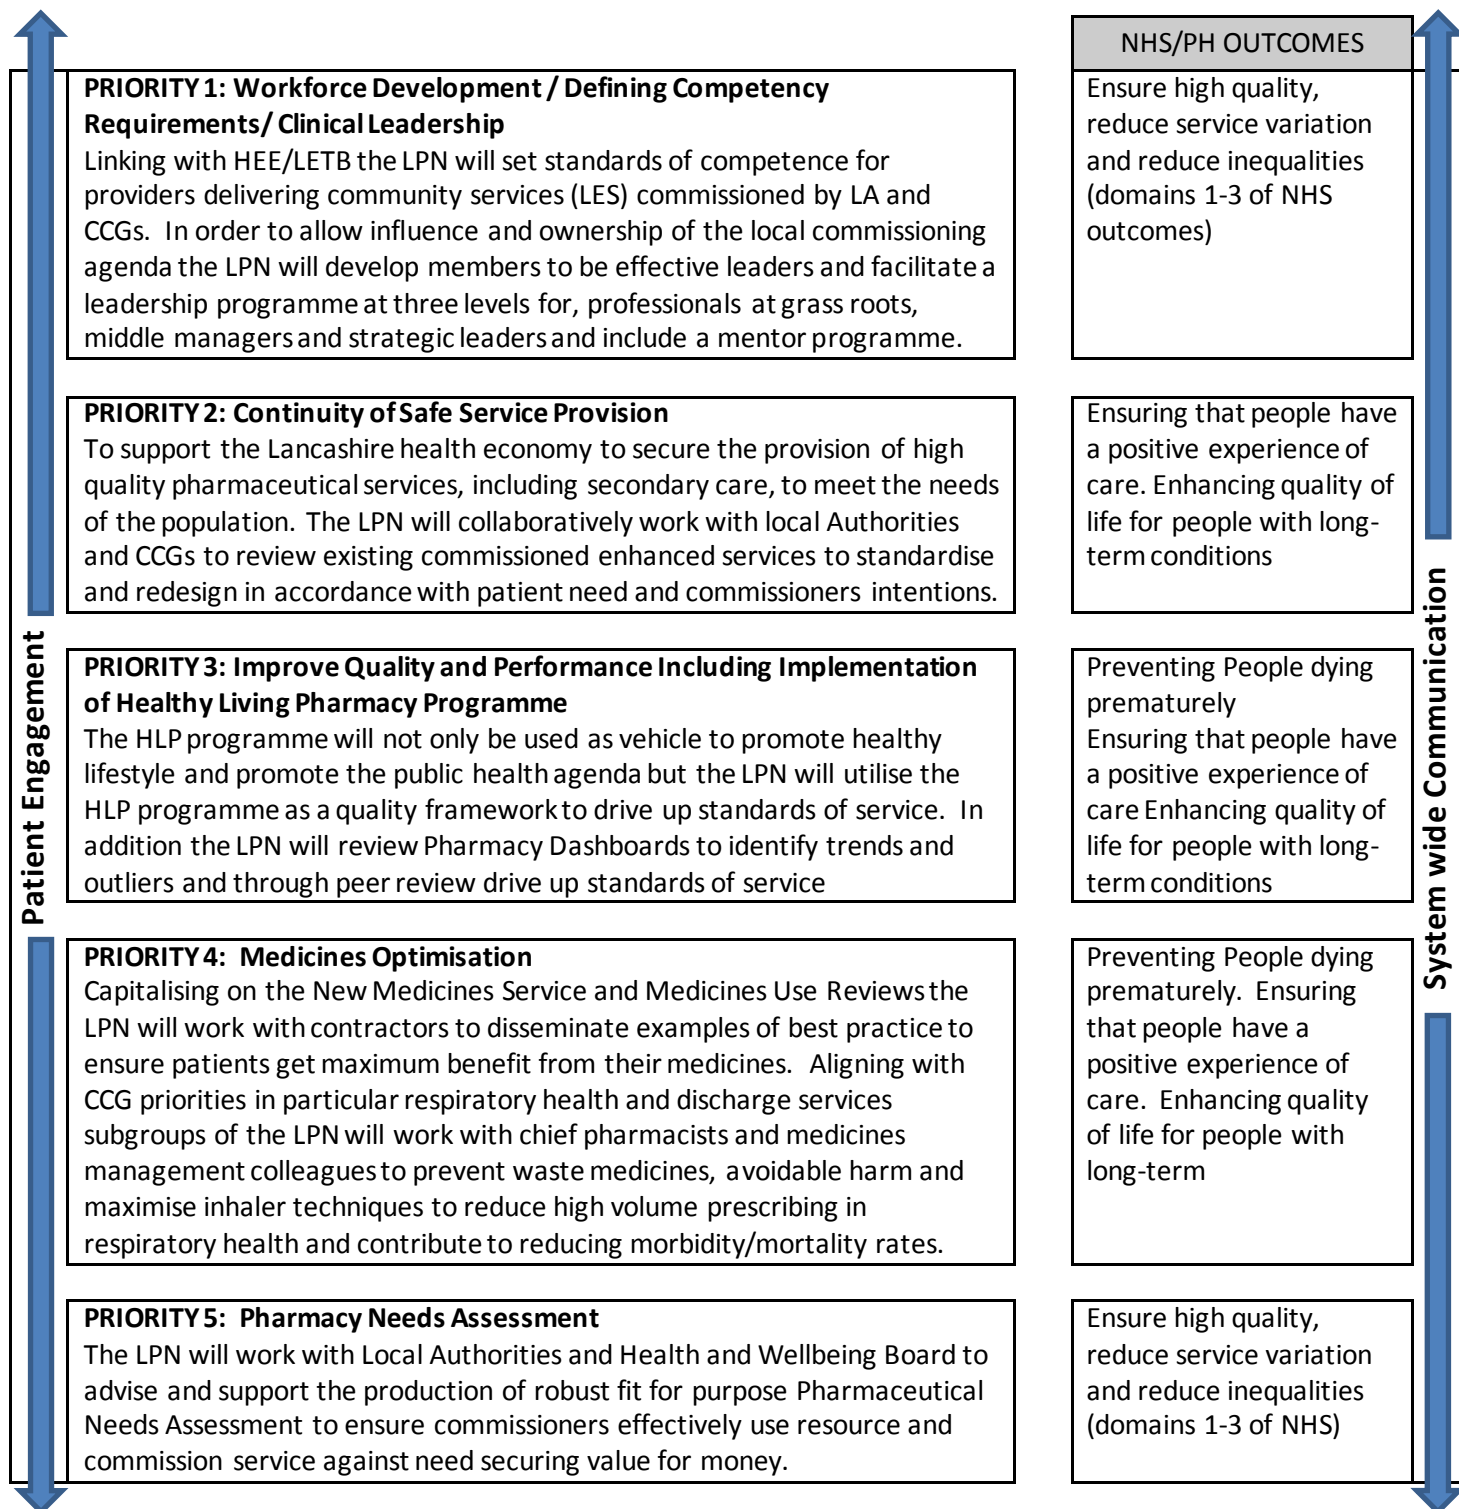 NHS/PH OUTCOMES
PRIORITY 1: Workforce Development / Defining Competency
Requirements/ Clinical Leadership
Linking with HEE/LETB the LPN will set standards of competence for
providers delivering community services (LES) commissioned by LA and
CCGs. In order to allow influence and ownership of the local commissioning
agenda the LPN will develop members to be effective leaders and facilitate a
leadership programme at three levels for, professionals at grass roots,
middle managers and strategic leaders and include a mentor programme.
Ensure high quality,
reduce service variation
and reduce inequalities
(domains 1-3 of NHS
outcomes)
PRIORITY 2: Continuity of Safe Service Provision
To support the Lancashire health economy to secure the provision of high
quality pharmaceutical services, including secondary care, to meet the needs
of the population. The LPN will collaboratively work with local Authorities
and CCGs to review existing commissioned enhanced services to standardise
and redesign in accordance with patient need and commissioners intentions.
Ensuring that people have
a positive experience of
care. Enhancing quality of
life for people with long-
term conditions
PRIORITY 3: Improve Quality and Performance Including Implementation
of Healthy Living Pharmacy Programme
The HLP programme will not only be used as vehicle to promote healthy
lifestyle and promote the public health agenda but the LPN will utilise the
HLP programme as a quality framework to drive up standards of service. In
addition the LPN will review Pharmacy Dashboards to identify trends and
outliers and through peer review drive up standards of service
Preventing People dying
prematurely
Ensuring that people have
a positive experience of
care Enhancing quality of
life for people with long-
term conditions
PRIORITY 4: Medicines Optimisation
Capitalising on the New Medicines Service and Medicines Use Reviews the
LPN will work with contractors to disseminate examples of best practice to
ensure patients get maximum benefit from their medicines. Aligning with
CCG priorities in particular respiratory health and discharge services
subgroups of the LPN will work with chief pharmacists and medicines
management colleagues to prevent waste medicines, avoidable harm and
maximise inhaler techniques to reduce high volume prescribing in
respiratory health and contribute to reducing morbidity/mortality rates.
Preventing People dying
prematurely. Ensuring
that people have a
positive experience of
care. Enhancing quality
of life for people with
long-term
PRIORITY 5: Pharmacy Needs Assessment
The LPN will work with Local Authorities and Health and Wellbeing Board to
advise and support the production of robust fit for purpose Pharmaceutical
Needs Assessment to ensure commissioners effectively use resource and
commission service against need securing value for money.
Ensure high quality,
reduce service variation
and reduce inequalities
(domains 1-3 of NHS)
Patient Engagement
System wide Communication